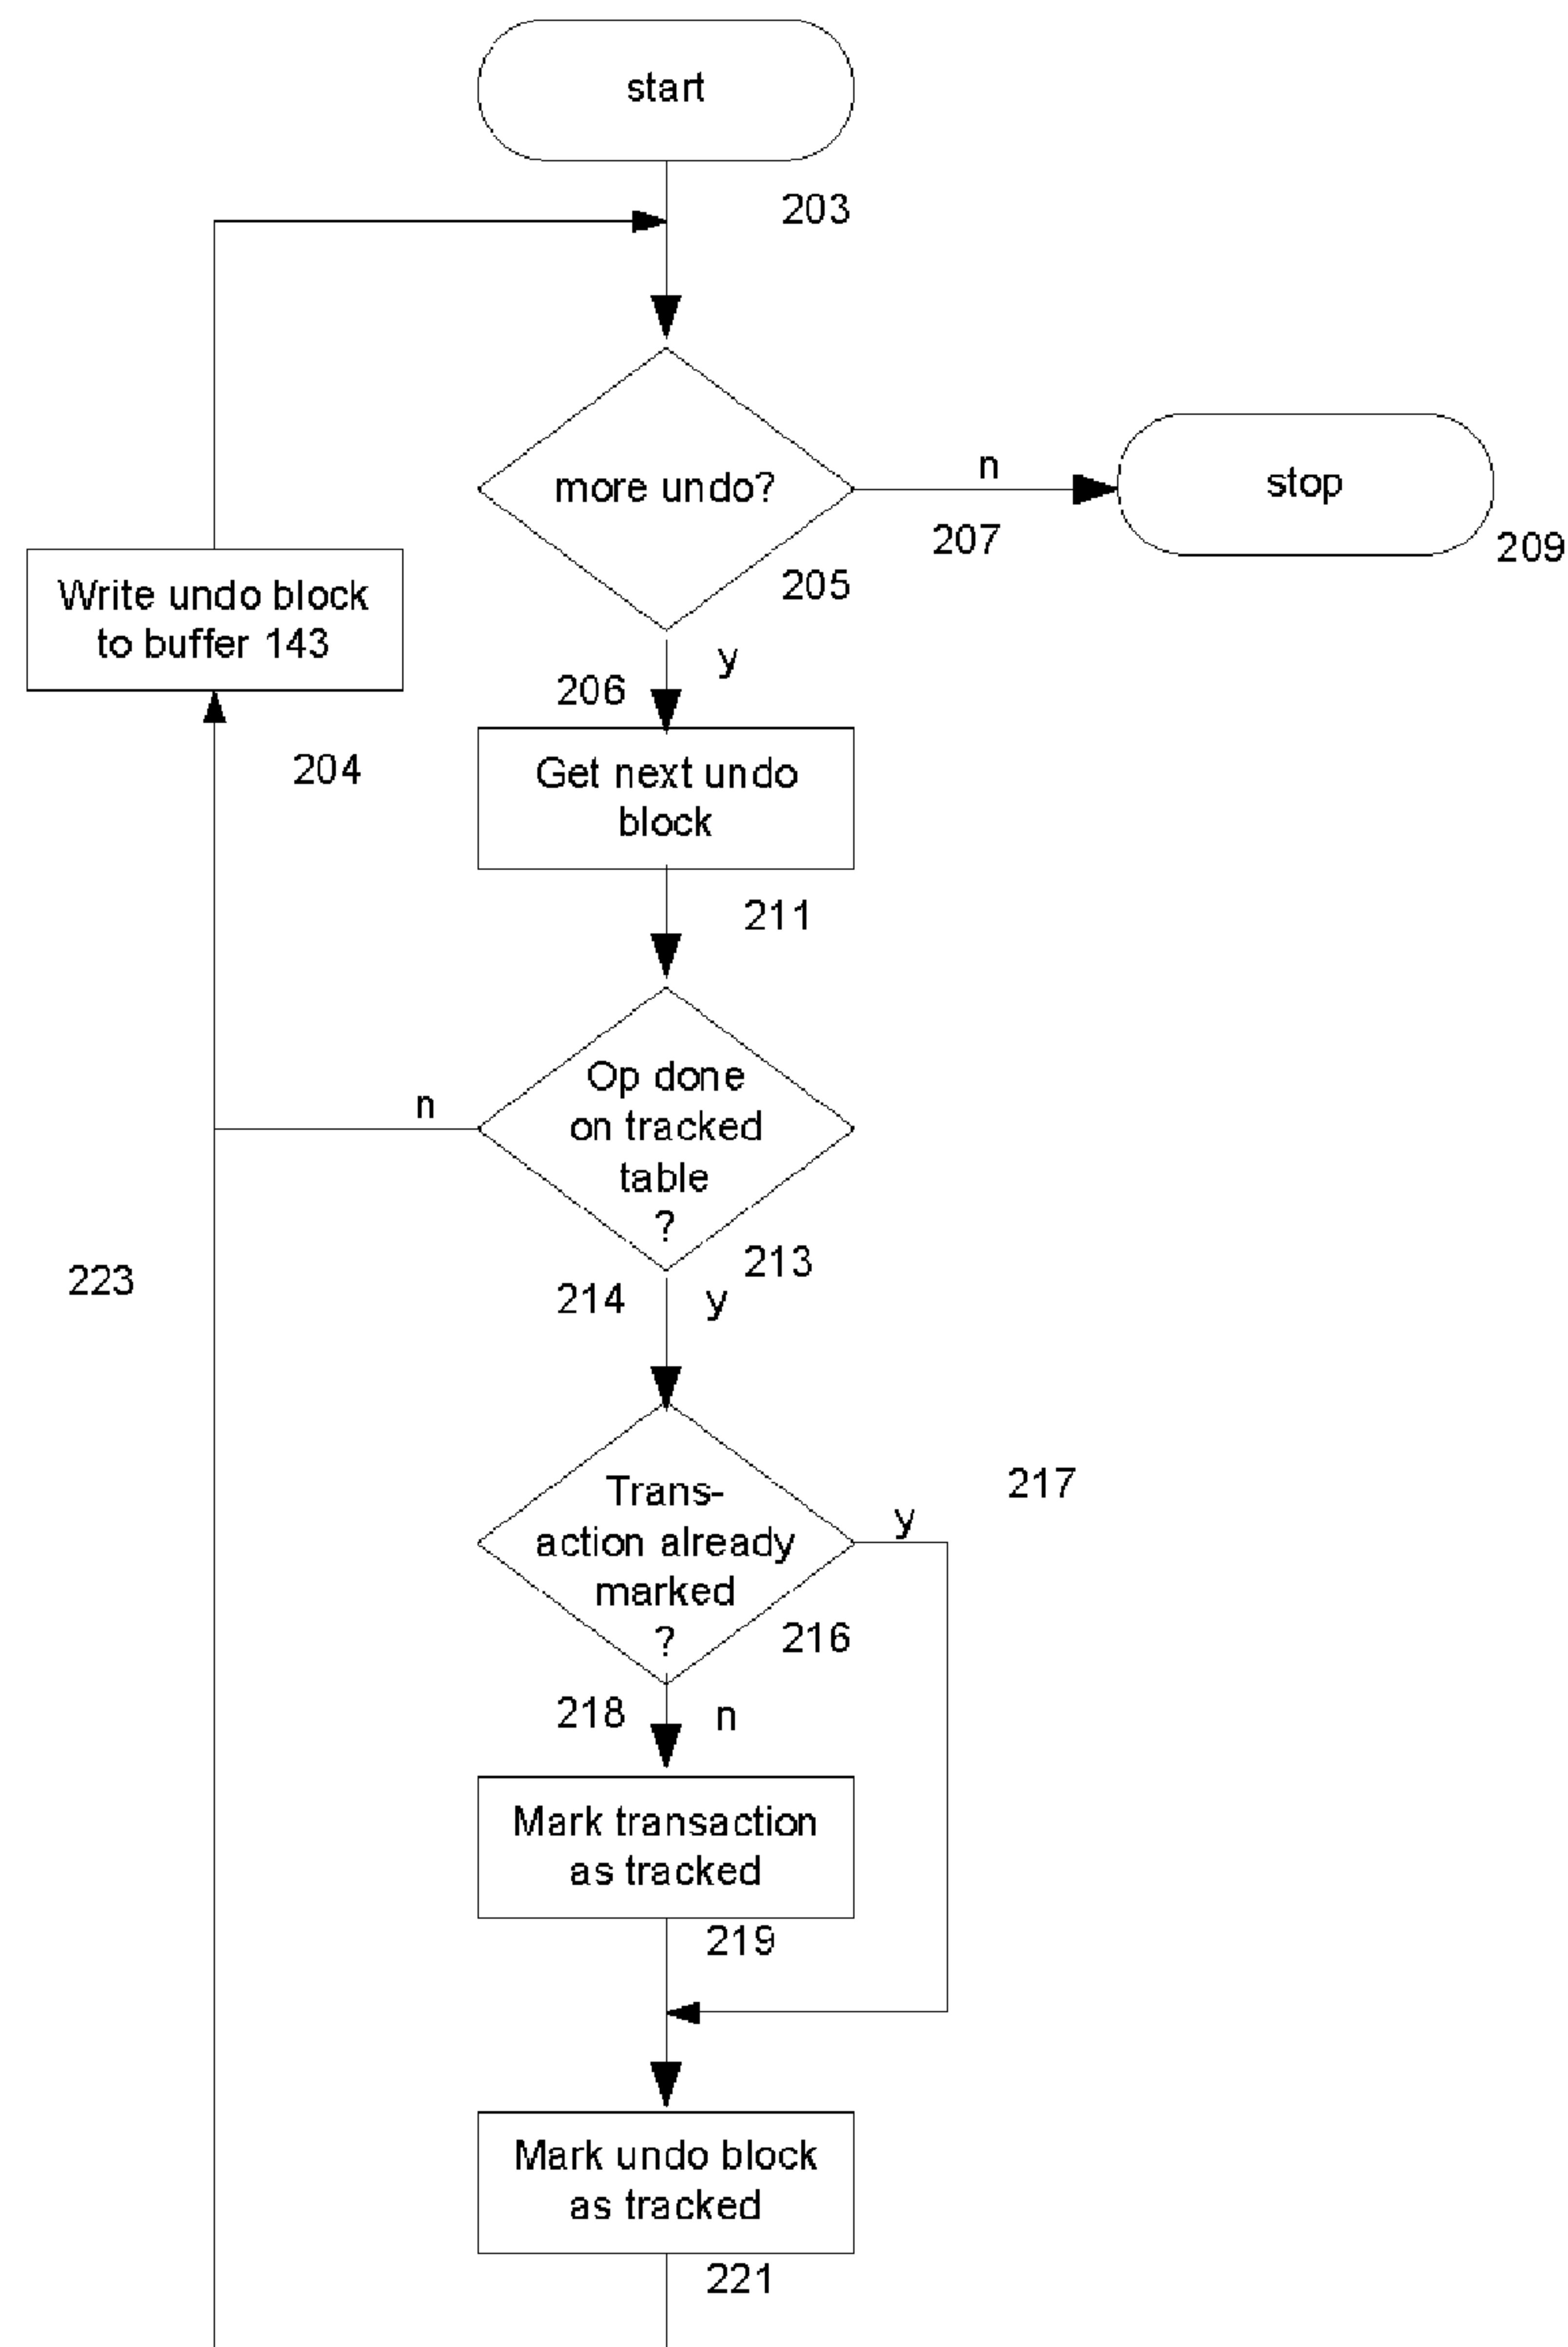 start
203
more undo?
n
207
stop
209
205
y
206
Write undo block
to buffer 143
204
Get next undo
block
211
Op done
on tracked
table
?
n
213
214
y
223
Trans-
action already
marked
?
y
217
216
218
n
Mark transaction
as tracked
219
Mark undo block
as tracked
221